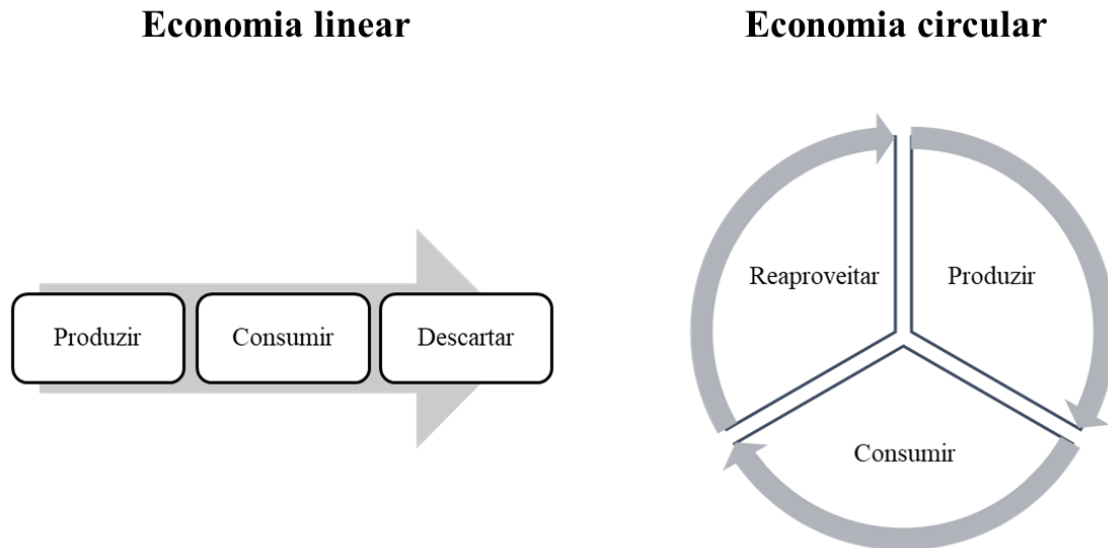 Economia linear
Economia circular
Produzir
Consumir
Descartar
Reaproveitar
Produzir
Consumir